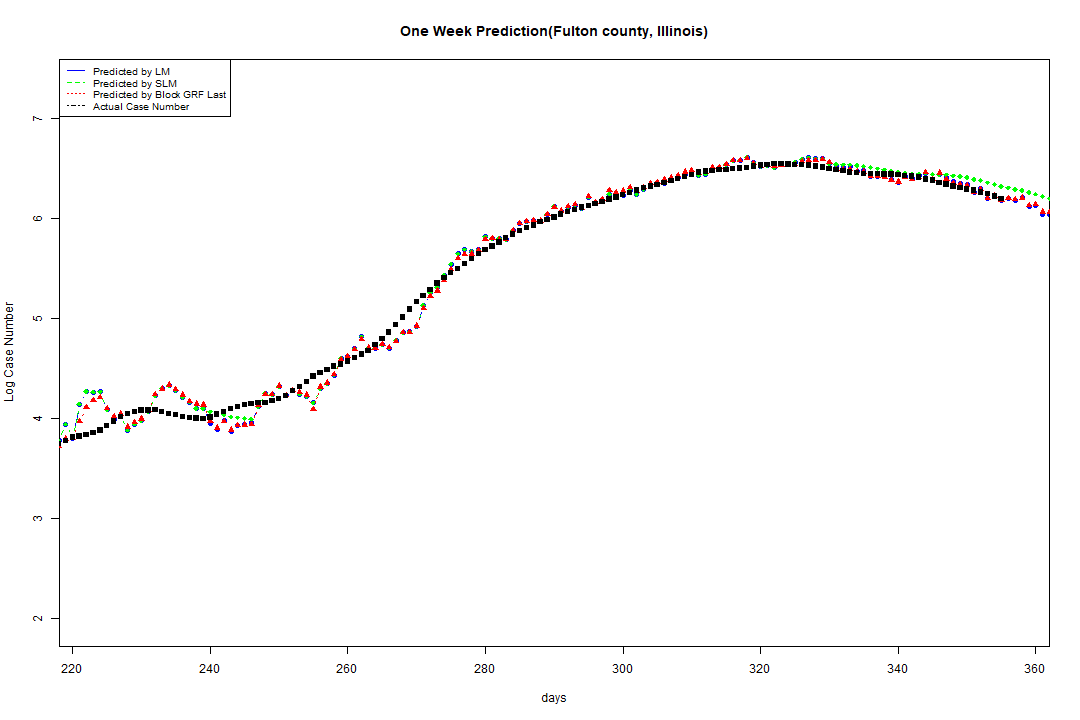 One Week Prediction(Fulton county, Illinois)
Predicted by LM
Predicted by SLM
Predicted by Block GRF Last
Actual Case Number
7
6
5
4
3
2
Log Case Number
220 240 260 280 300 320 340 360
days